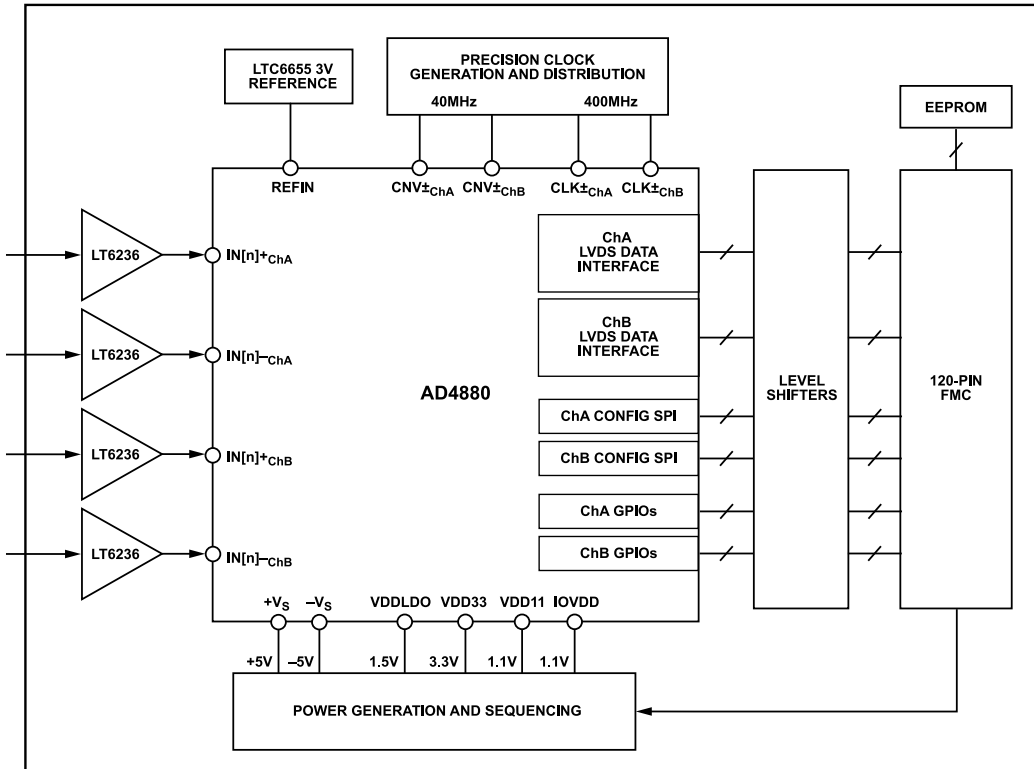 LTC6655 3V
REFERENCE
PRECISION CLOCK
GENERATION AND DISTRIBUTION
40MHz 400MHz
EEPROM
REFIN CNV±ChA CNV±ChB CLK±ChA CLK±ChB
LT6236 IN[n]+ChA
ChA
LVDS DATA
INTERFACE
LT6236 IN[n]–ChA
ChB
LVDS DATA
INTERFACE
AD4880
LEVEL
SHIFTERS
120-PIN
FMC
ChA CONFIG SPI
LT6236 IN[n]+ChB
ChB CONFIG SPI
ChA GPIOs
LT6236 IN[n]–ChB
ChB GPIOs
+VS –VS VDDLDO VDD33 VDD11 IOVDD
+5V –5V 1.5V 3.3V 1.1V 1.1V
POWER GENERATION AND SEQUENCING